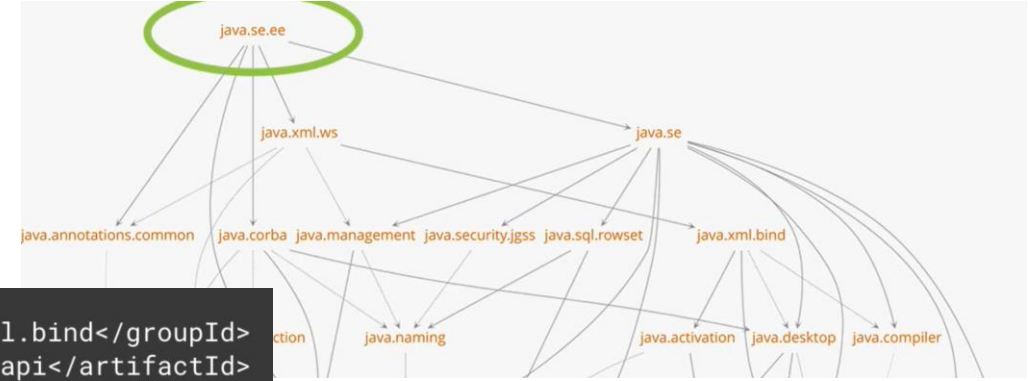 java.se.ee
java.xml.ws java.se
java.annotations.common java.corba java.management java.security.jgss java.sql.rowset java.xml.bind
l.bind</groupId>
ction java.naming java.activation java.desktop java.compiler
api</artifactId>